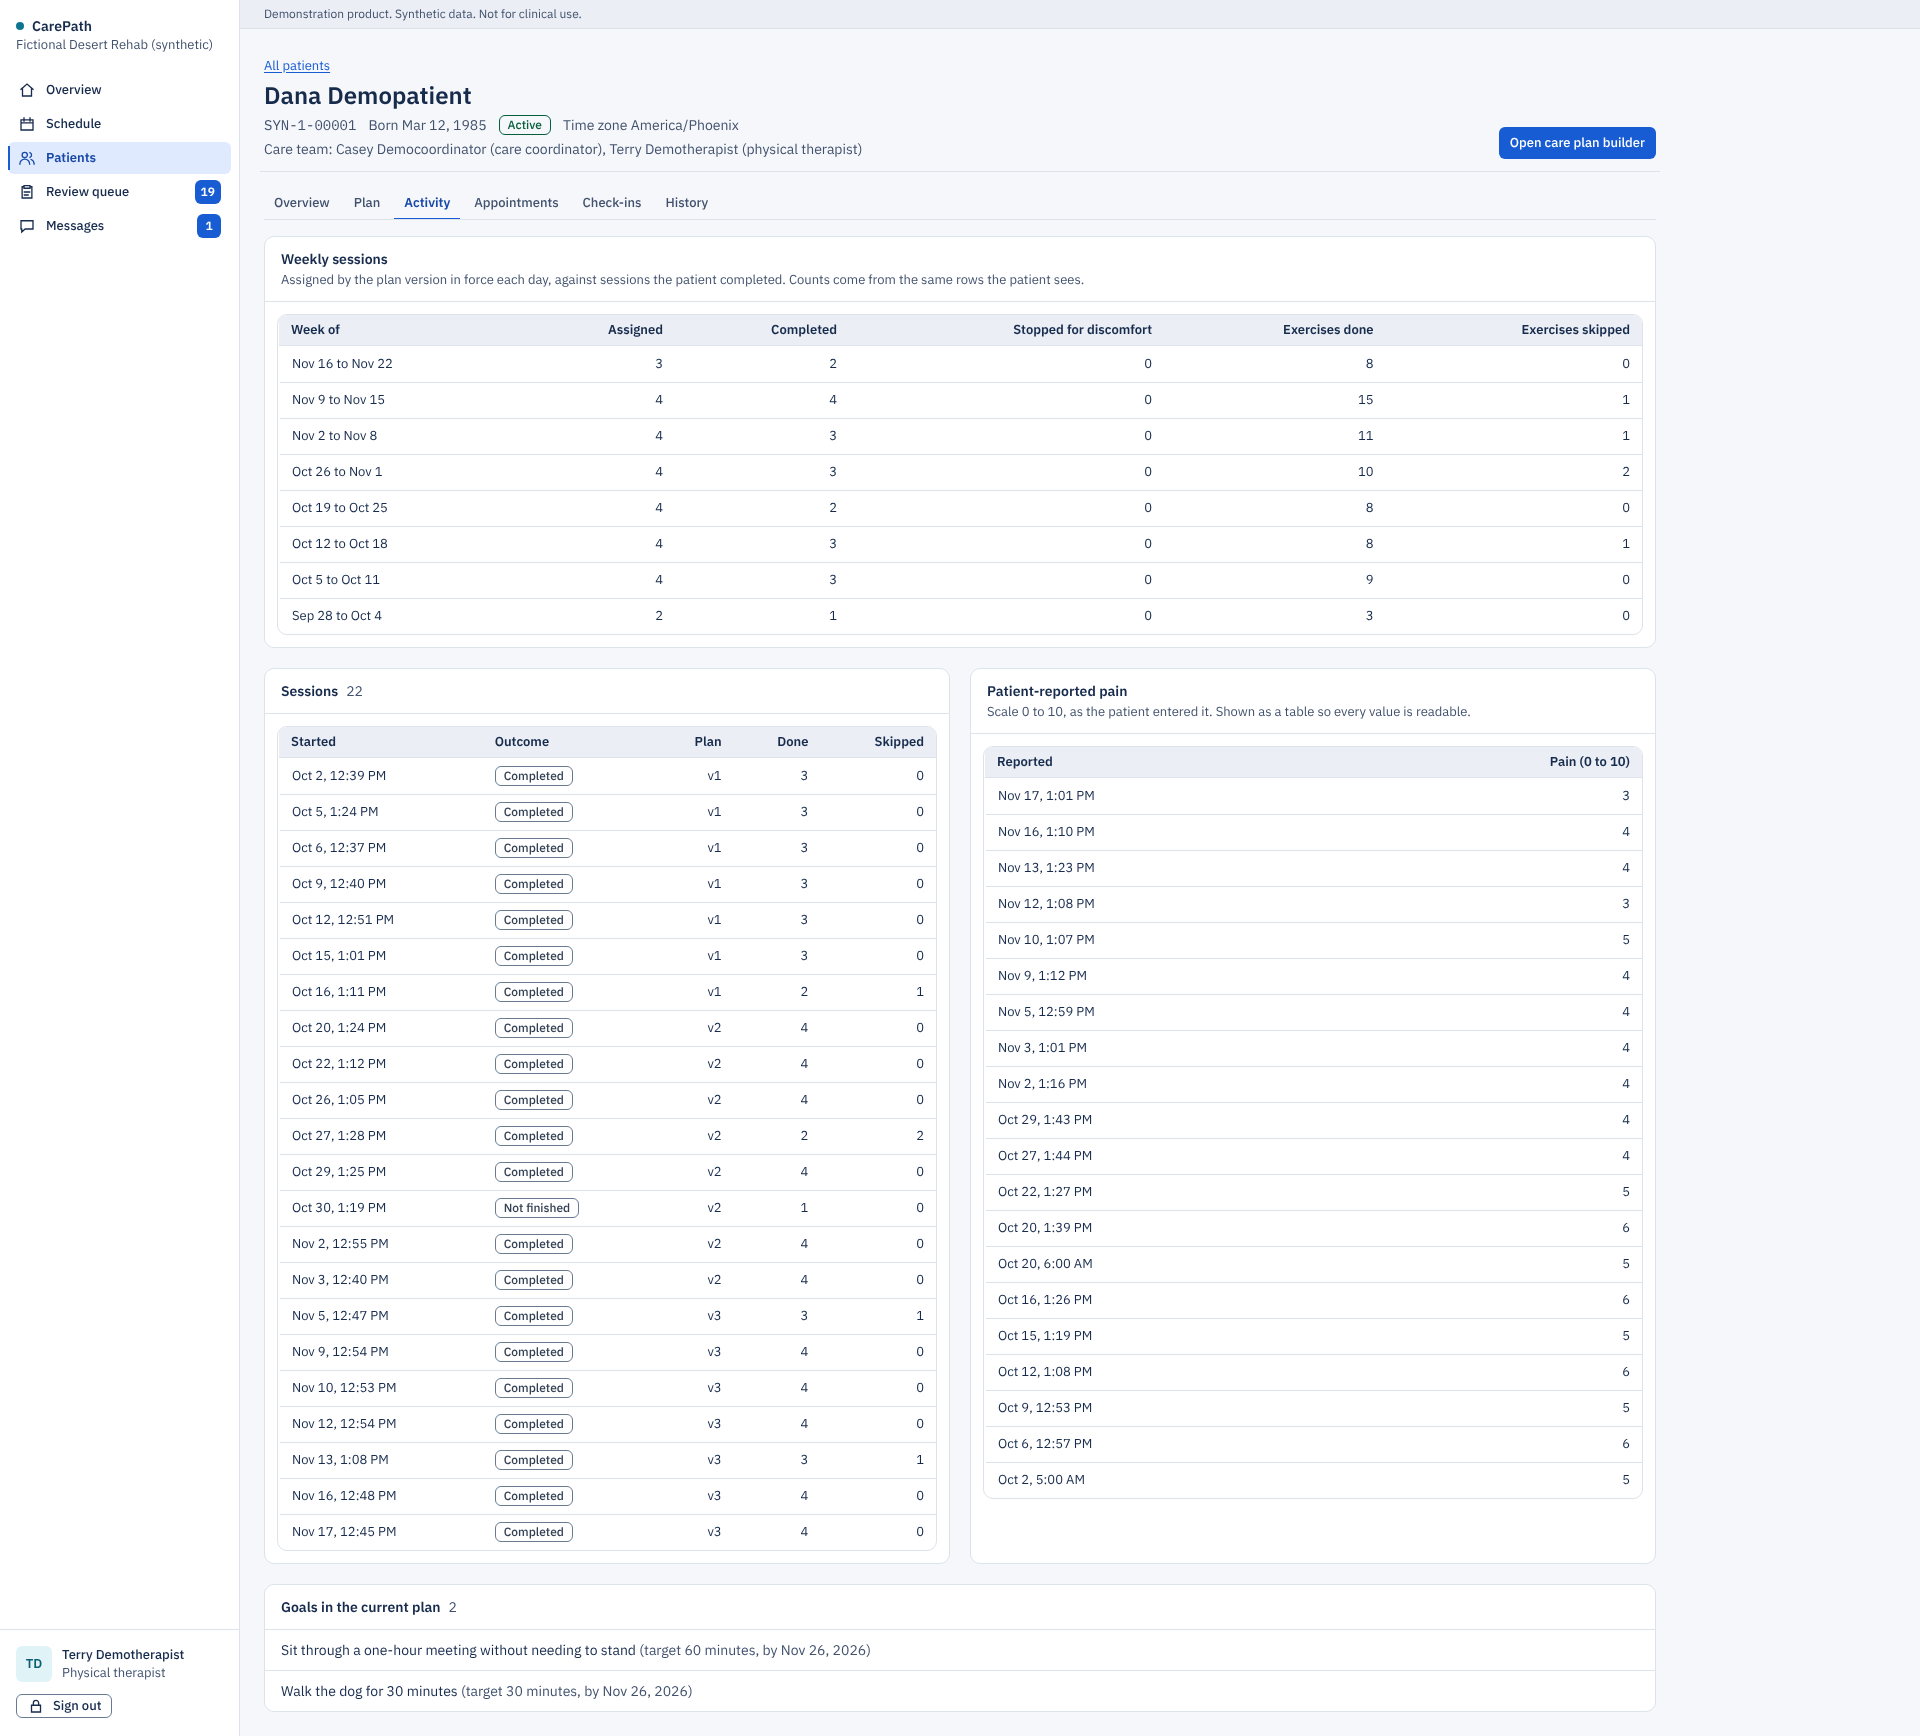 CarePath
Fictional Desert Rehab (synthetic)
Overview
Schedule
Patients
Review queue 19
Messages 1
Terry Demotherapist
TD
Physical therapist
Sign out
Demonstration product. Synthetic data. Not for clinical use.
All patients
Dana Demopatient
SYN-1-00001 Born Mar 12, 1985 Active Time zone America/Phoenix
Care team: Casey Democoordinator (care coordinator), Terry Demotherapist (physical therapist)
Open care plan builder
Overview Plan Activity Appointments Check-ins History
Weekly sessions
Assigned by the plan version in force each day, against sessions the patient completed. Counts come from the same rows the patient sees.
Week of Assigned Completed Stopped for discomfort Exercises done Exercises skipped
Nov 16 to Nov 22 3 2 0 8 0
Nov 9 to Nov 15 4 4 0 15 1
Nov 2 to Nov 8 4 3 0 11 1
Oct 26 to Nov 1 4 3 0 10 2
Oct 19 to Oct 25 4 2 0 8 0
Oct 12 to Oct 18 4 3 0 8 1
Oct 5 to Oct 11 4 3 0 9 0
Sep 28 to Oct 4 2 1 0 3 0
Sessions 22
Started Outcome Plan Done Skipped
Oct 2, 12:39 PM Completed v1 3 0
Oct 5, 1:24 PM Completed v1 3 0
Oct 6, 12:37 PM Completed v1 3 0
Oct 9, 12:40 PM Completed v1 3 0
Oct 12, 12:51 PM Completed v1 3 0
Oct 15, 1:01 PM Completed v1 3 0
Oct 16, 1:11 PM Completed v1 2 1
Oct 20, 1:24 PM Completed v2 4 0
Oct 22, 1:12 PM Completed v2 4 0
Oct 26, 1:05 PM Completed v2 4 0
Oct 27, 1:28 PM Completed v2 2 2
Oct 29, 1:25 PM Completed v2 4 0
Oct 30, 1:19 PM Not finished v2 1 0
Nov 2, 12:55 PM Completed v2 4 0
Nov 3, 12:40 PM Completed v2 4 0
Nov 5, 12:47 PM Completed v3 3 1
Nov 9, 12:54 PM Completed v3 4 0
Nov 10, 12:53 PM Completed v3 4 0
Nov 12, 12:54 PM Completed v3 4 0
Nov 13, 1:08 PM Completed v3 3 1
Nov 16, 12:48 PM Completed v3 4 0
Nov 17, 12:45 PM Completed v3 4 0
Patient-reported pain
Scale 0 to 10, as the patient entered it. Shown as a table so every value is readable.
Reported Pain (0 to 10)
Nov 17, 1:01 PM 3
Nov 16, 1:10 PM 4
Nov 13, 1:23 PM 4
Nov 12, 1:08 PM 3
Nov 10, 1:07 PM 5
Nov 9, 1:12 PM 4
Nov 5, 12:59 PM 4
Nov 3, 1:01 PM 4
Nov 2, 1:16 PM 4
Oct 29, 1:43 PM 4
Oct 27, 1:44 PM 4
Oct 22, 1:27 PM 5
Oct 20, 1:39 PM 6
Oct 20, 6:00 AM 5
Oct 16, 1:26 PM 6
Oct 15, 1:19 PM 5
Oct 12, 1:08 PM 6
Oct 9, 12:53 PM 5
Oct 6, 12:57 PM 6
Oct 2, 5:00 AM 5
Goals in the current plan 2
Sit through a one-hour meeting without needing to stand (target 60 minutes, by Nov 26, 2026)
Walk the dog for 30 minutes (target 30 minutes, by Nov 26, 2026)